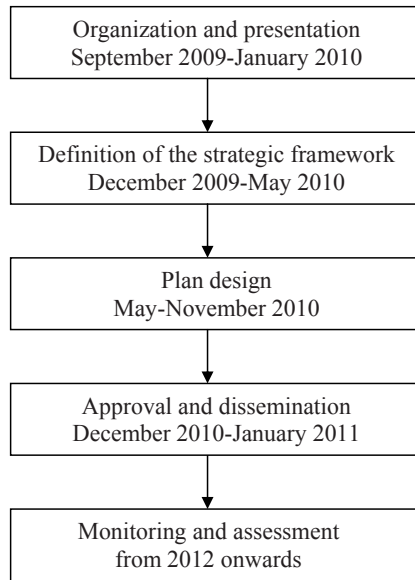 Organization and presentation
September 2009-January 2010
Definition of the strategic framework
December 2009-May 2010
Plan design
May-November 2010
Approval and dissemination
December 2010-January 2011
Monitoring and assessment
from 2012 onwards